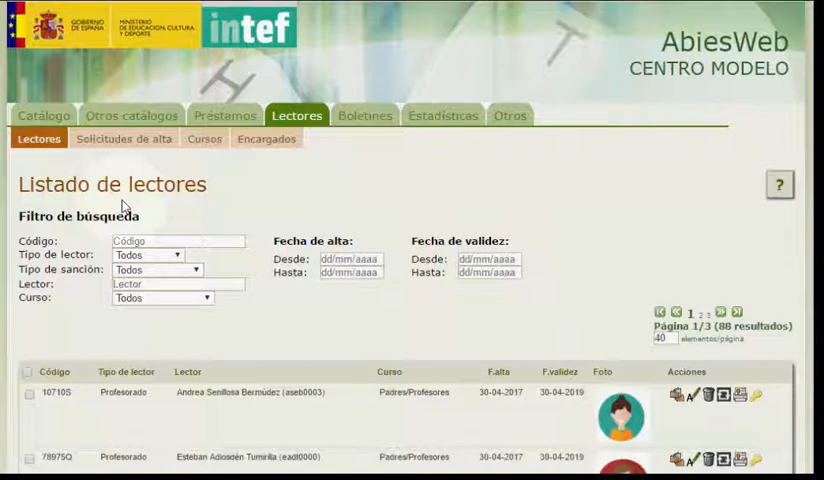 GOBIERNO
DE ESPAÑA
MINISTERIO
DE EDUCACIÓN, CULTURA
Y DEPORTE
intef
H
T
AbiesWeb
CENTRO MODELO
Catálogo Otros catálogos Préstamos Lectores Boletines Estadísticas Otros
Lectores Solicitudes de alta Cursos Encargados
Listado de lectores
?
Filtro de búsqueda
Código: Código Fecha de alta: Fecha de validez:
Tipo de lector: Todos Desde: dd/mm/aaaa Desde: dd/mm/aaaa
Tipo de sanción: Todos Hasta: dd/mm/aaaa Hasta: dd/mm/aaaa
Lector: Lector
Curso: Todos
1 2 3
Página 1/3 (88 resultados)
40 elementos/página
Código Tipo de lector Lector Curso F.alta F.validez Foto Acciones
10710S Profesorado Andrea Senillosa Bermúdez (aseb0003) Padres/Profesores 30-04-2017 30-04-2019
78975Q Profesorado Esteban Adiosdén Tumirilla (eadt0000) Padres/Profesores 30-04-2017 30-04-2019